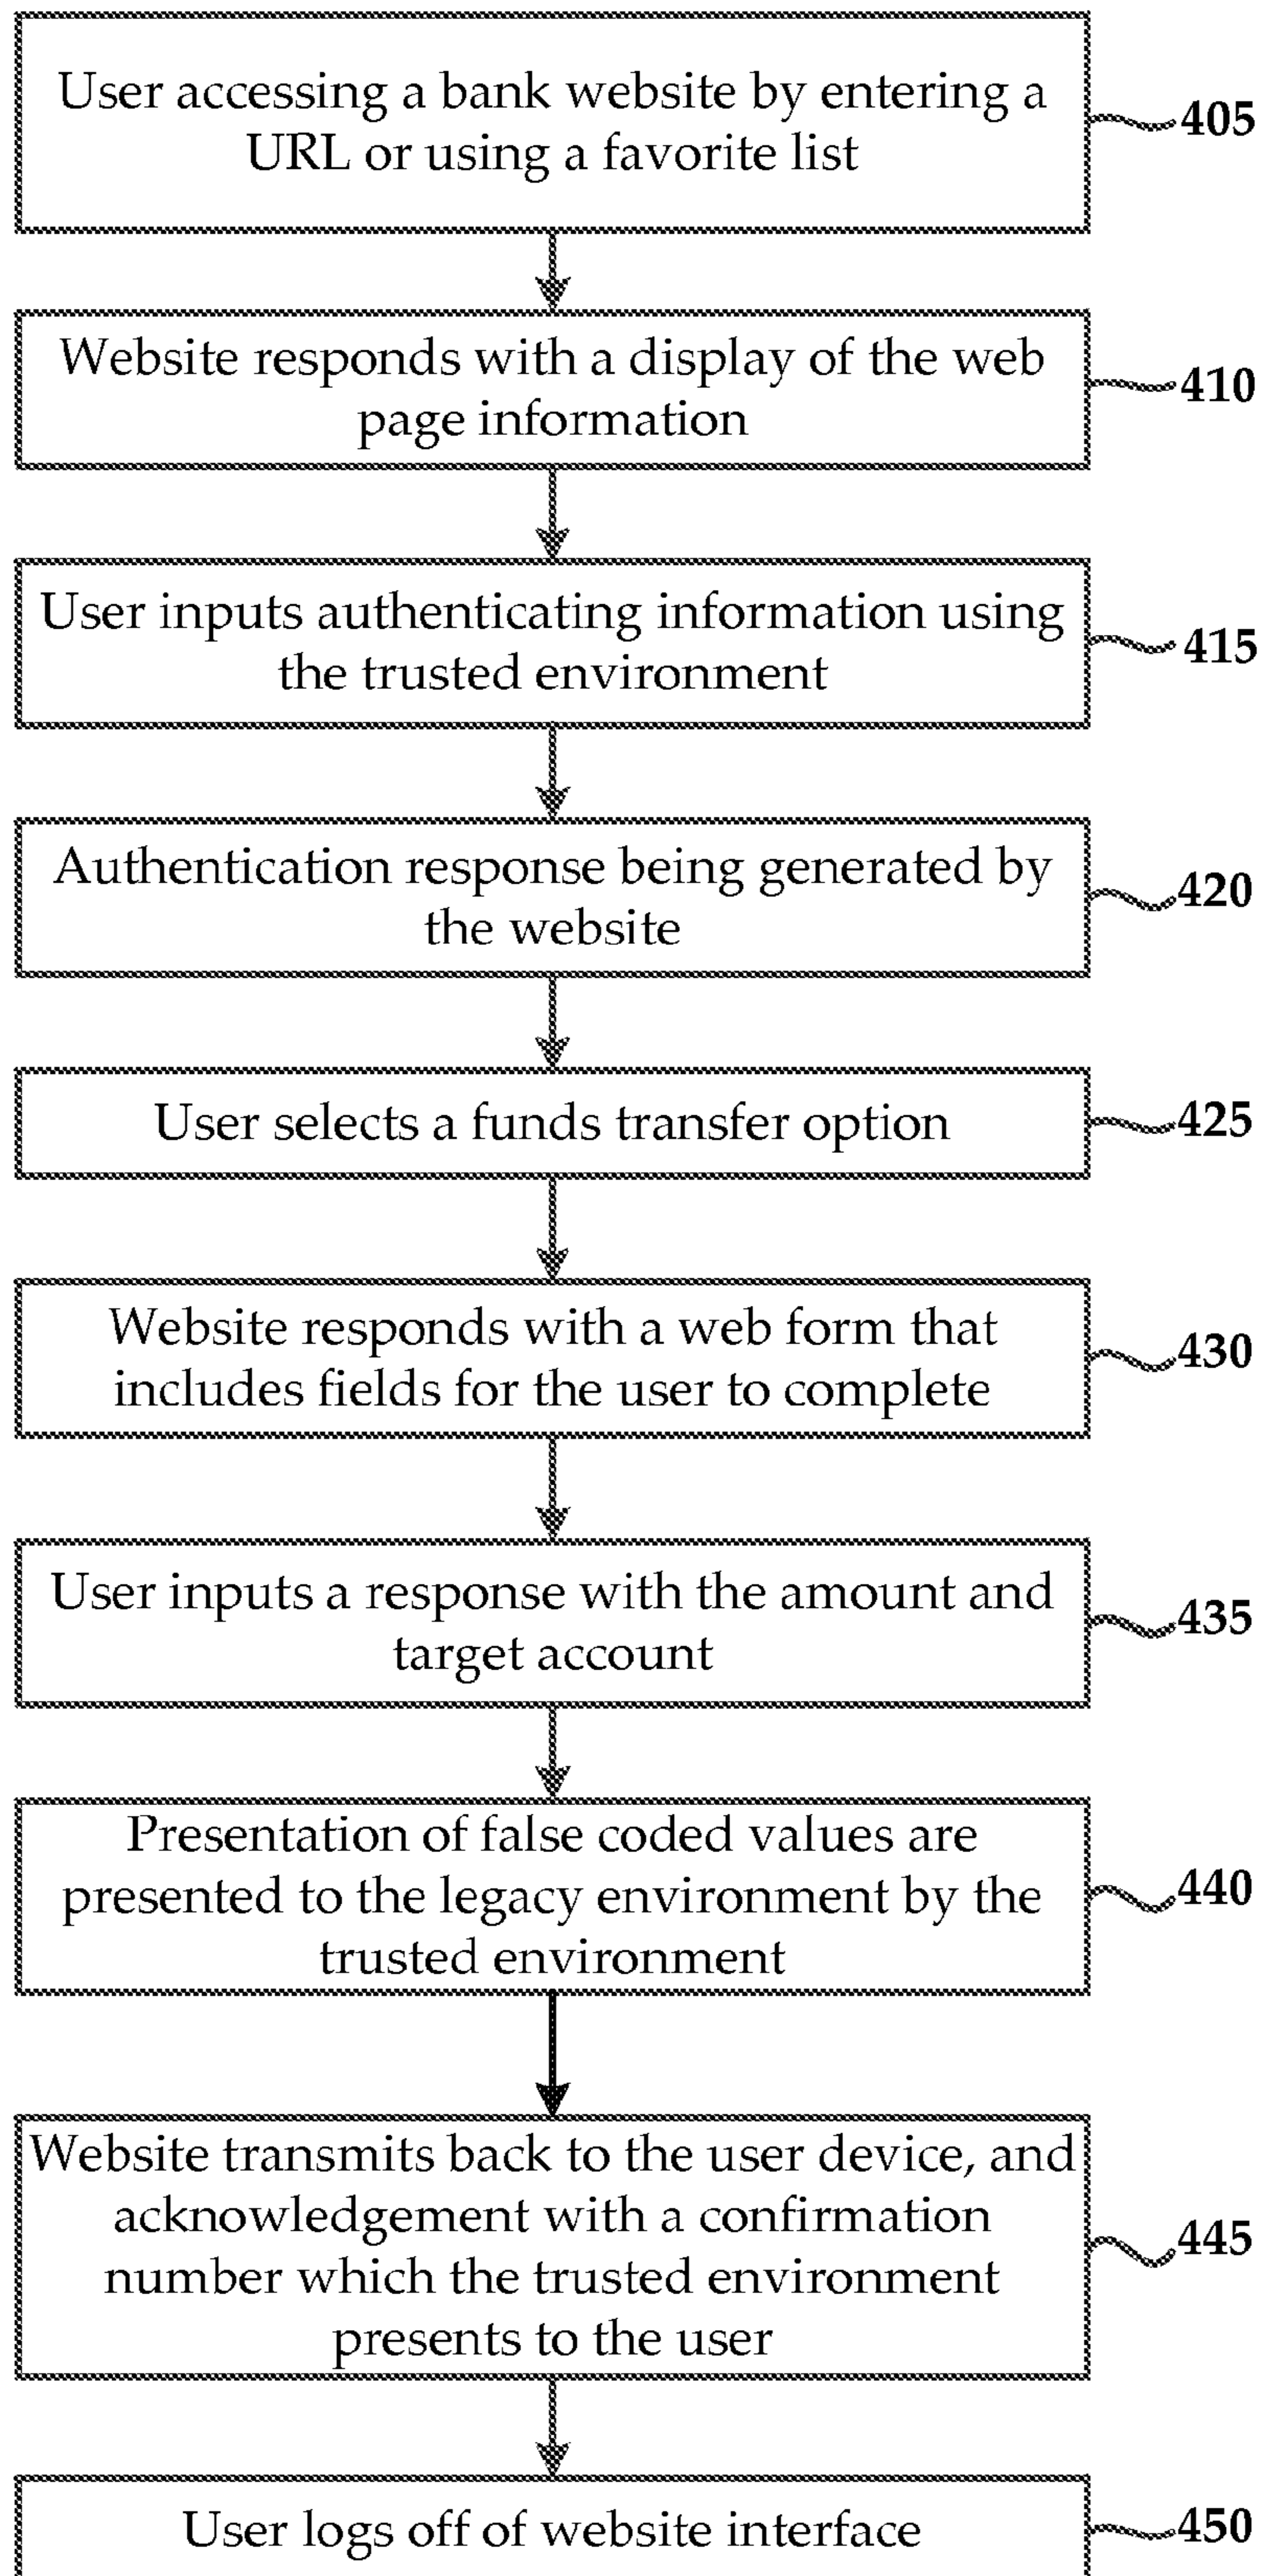 User accessing a bank website by entering a
URL or using a favorite list
405
Website responds with a display of the web
page information
410
User inputs authenticating information using
the trusted environment
415
Authentication response being generated by
the website
420
User selects a funds transfer option
425
Website responds with a web form that
includes fields for the user to complete
430
User inputs a response with the amount and
target account
435
Presentation of false coded values are
presented to the legacy environment by the
trusted environment
440
Website transmits back to the user device, and
acknowledgement with a confirmation
number which the trusted environment
presents to the user
445
User logs off of website interface
450